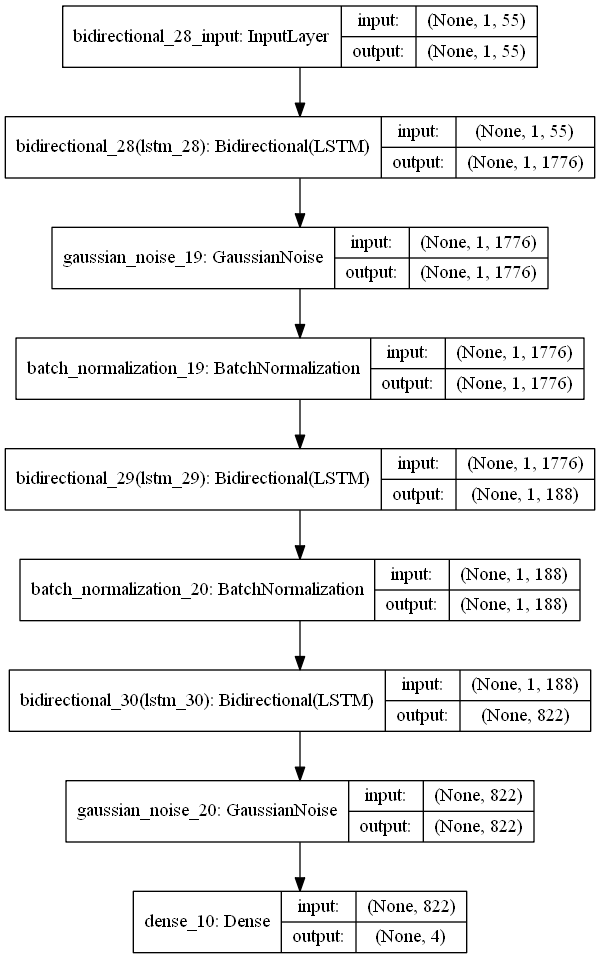 bidirectional_28_input: InputLayer
input: (None, 1, 55)
output: (None, 1, 55)
bidirectional_28(lstm_28): Bidirectional(LSTM)
input: (None, 1, 55)
output: (None, 1, 1776)
gaussian_noise_19: GaussianNoise
input: (None, 1, 1776)
output: (None, 1, 1776)
batch_normalization_19: BatchNormalization
input: (None, 1, 1776)
output: (None, 1, 1776)
bidirectional_29(lstm_29): Bidirectional(LSTM)
input: (None, 1, 1776)
output: (None, 1, 188)
batch_normalization_20: BatchNormalization
input: (None, 1, 188)
output: (None, 1, 188)
bidirectional_30(lstm_30): Bidirectional(LSTM)
input: (None, 1, 188)
output: (None, 822)
gaussian_noise_20: GaussianNoise
input: (None, 822)
output: (None, 822)
dense_10: Dense
input: (None, 822)
output: (None, 4)